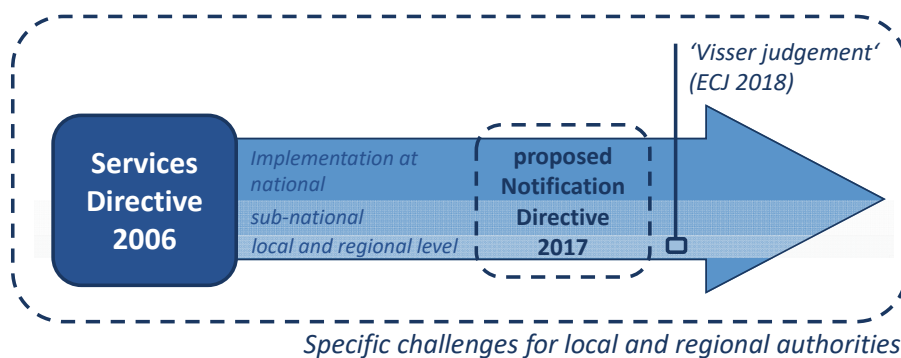 ‘Visser judgement‘
(ECJ 2018)
Services
Directive
2006
Implementation at
national
sub-national
local and regional level
proposed
Notification
Directive
2017
Specific challenges for local and regional authorities